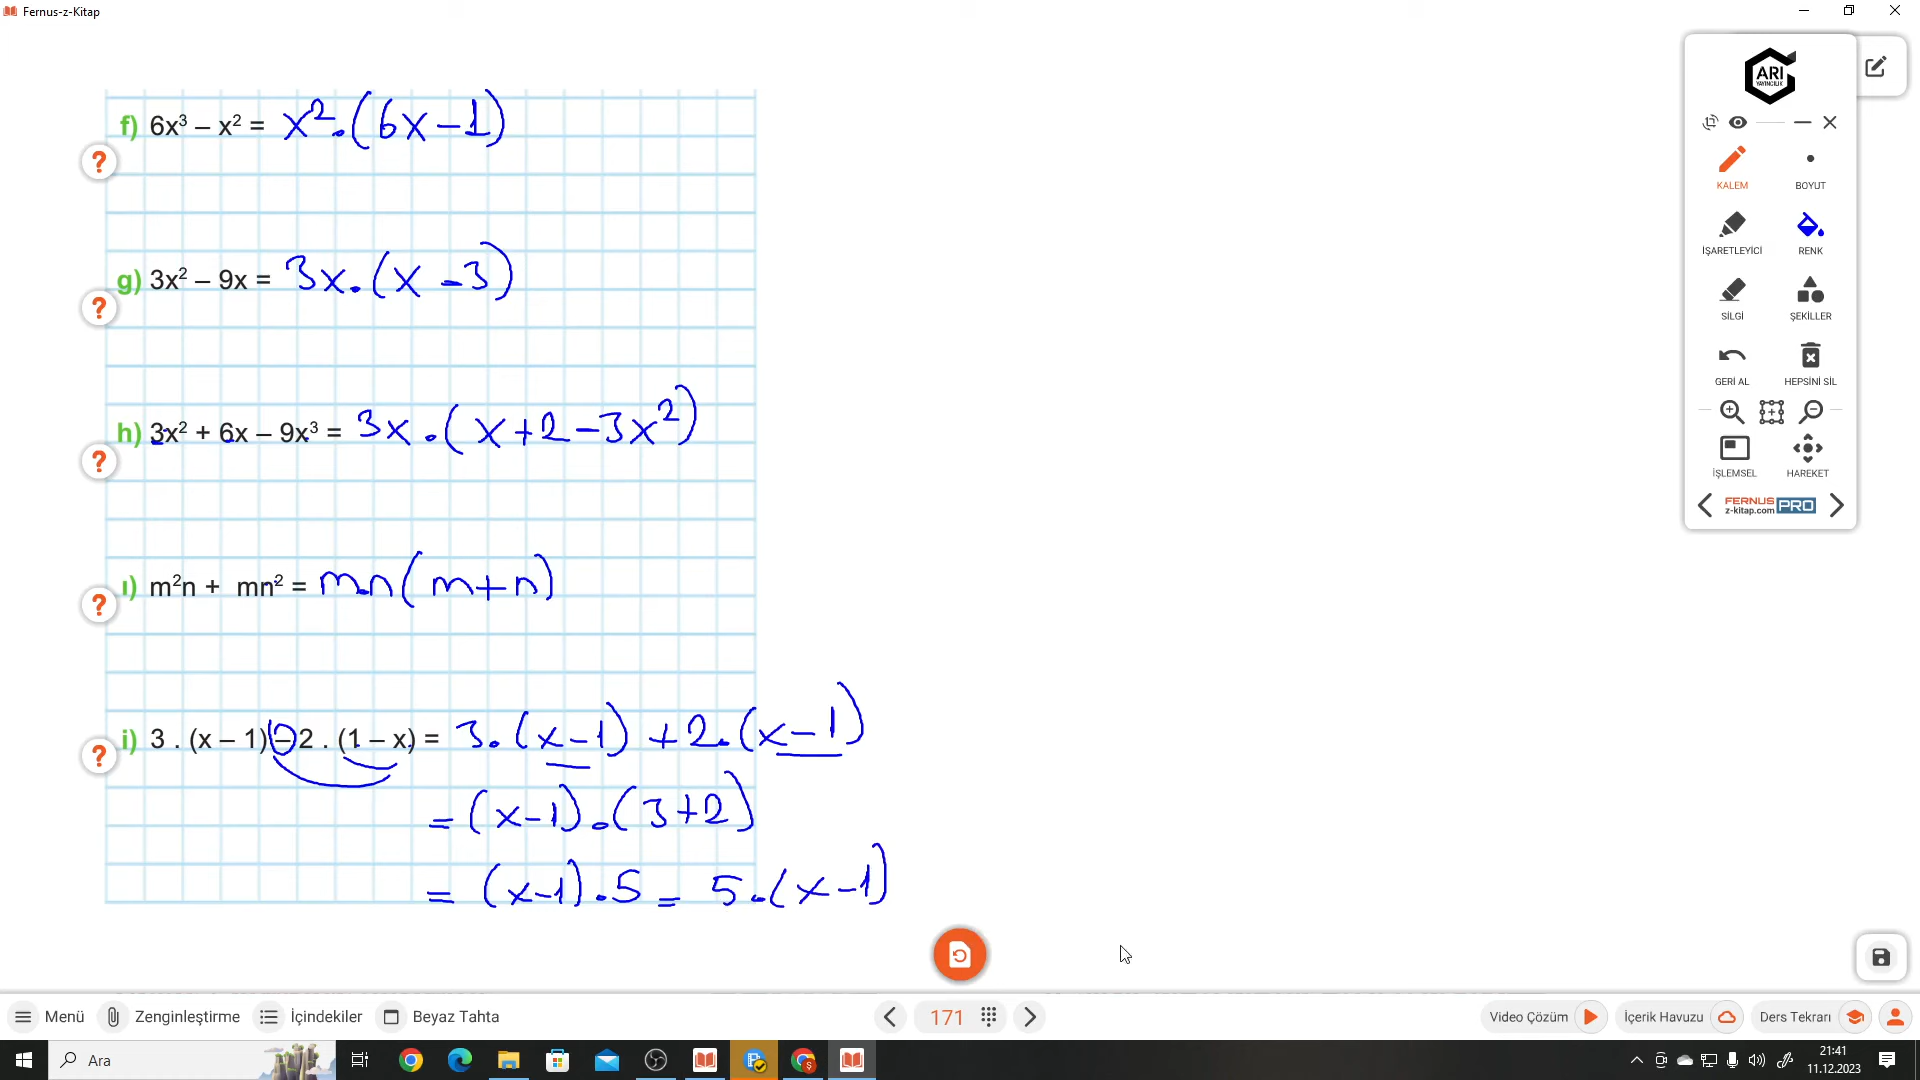 Fernus-z-Kitap
ARI
YAYINCILIK
KALEM
BOYUT
İŞARETLEYİCİ
RENK
SİLGİ
ŞEKİLLER
GERİ AL
HEPSİNİ SİL
İŞLEMSEL
HAREKET
FERNUS
z-kitap.com PRO
f) 6x³ – x² = x².(6x-1)
?
g) 3x² – 9x = 3x.(x-3)
?
h) 3x² + 6x – 9x³ = 3x.(x+2-3x²)
?
ı) m²n + mn² = m.n(m+n)
?
i) 3 . (x – 1) – 2 . (1 – x) = 3.(x-1) +2.(x-1)
?
= (x-1).(3+2)
= (x-1).5 = 5.(x-1)
Menü Zenginleştirme İçindekiler Beyaz Tahta 171 Video Çözüm İçerik Havuzu Ders Tekrarı
Ara
21:41
11.12.2023